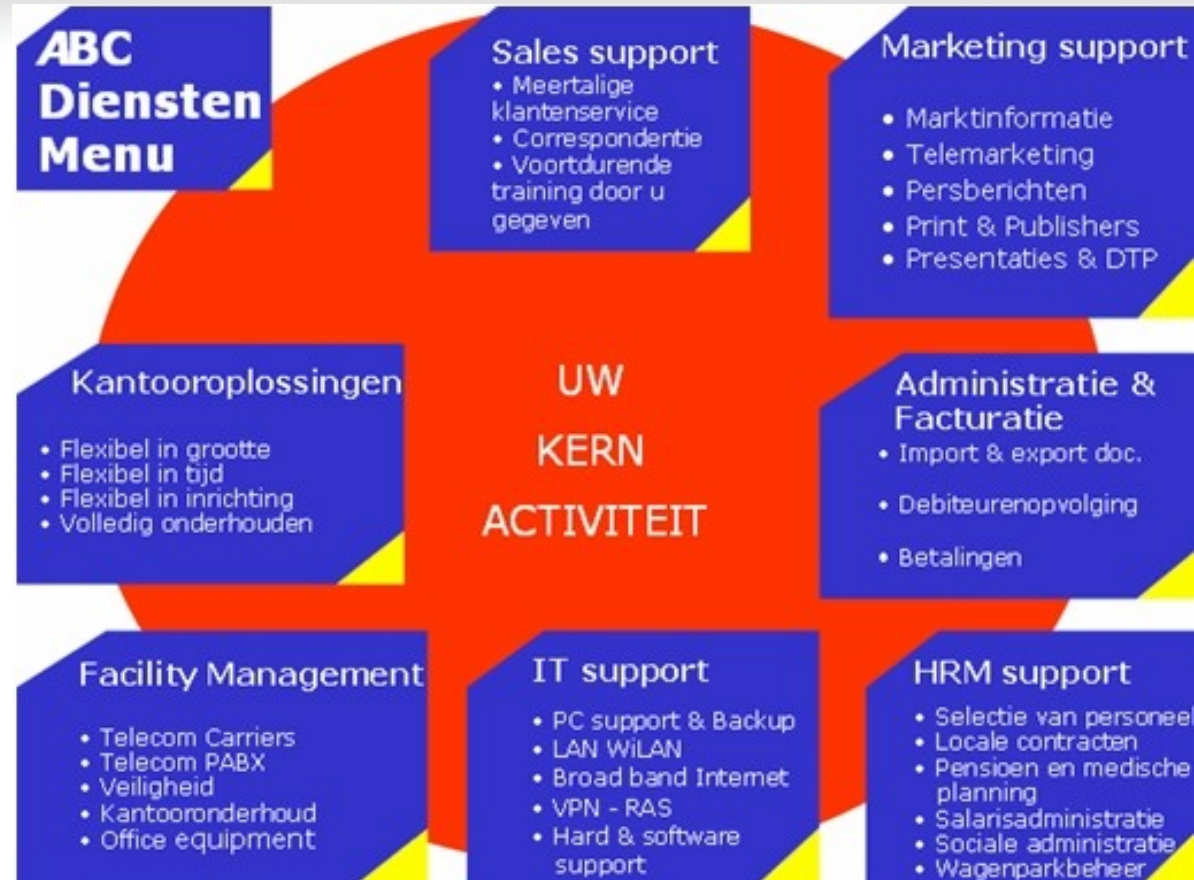 ABC
Diensten
Menu
Sales support
• Meertalige
klantenservice
• Correspondentie
• Voortdurende
training door u
gegeven
Marketing support
• Marktinformatie
• Telemarketing
• Persberichten
• Print & Publishers
• Presentaties & DTP
Kantooroplossingen
• Flexibel in grootte
• Flexibel in tijd
• Flexibel in inrichting
• Volledig onderhouden
UW
KERN
ACTIVITEIT
Administratie &
Facturatie
• Import & export doc.
• Debiteurenopvolging
• Betalingen
Facility Management
• Telecom Carriers
• Telecom PABX
• Veiligheid
• Kantooronderhoud
• Office equipment
IT support
• PC support & Backup
• LAN WiLAN
• Broad band Internet
• VPN - RAS
• Hard & software
support
HRM support
• Selectie van personeel
• Locale contracten
• Pensioen en medische
planning
• Salarisadministratie
• Sociale administratie
• Wagenparkbeheer